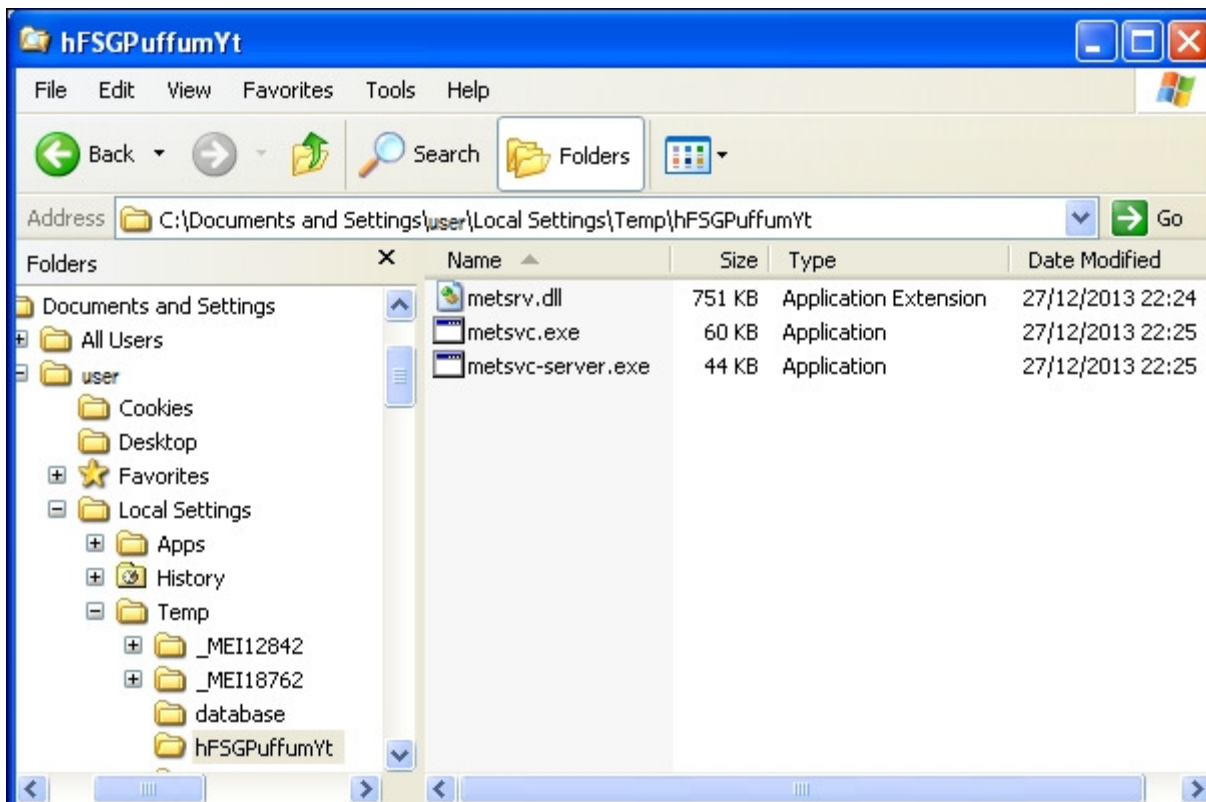 hFSGPuffumYt
File Edit View Favorites Tools Help
Back Search Folders
Address C:\Documents and Settings\user\Local Settings\Temp\hFSGPuffumYt Go
Folders
Name Size Type Date Modified
Documents and Settings
All Users
user
Cookies
Desktop
Favorites
Local Settings
Apps
History
Temp
_MEI12842
_MEI18762
database
hFSGPuffumYt
metsrv.dll 751 KB Application Extension 27/12/2013 22:24
metsvc.exe 60 KB Application 27/12/2013 22:25
metsvc-server.exe 44 KB Application 27/12/2013 22:25